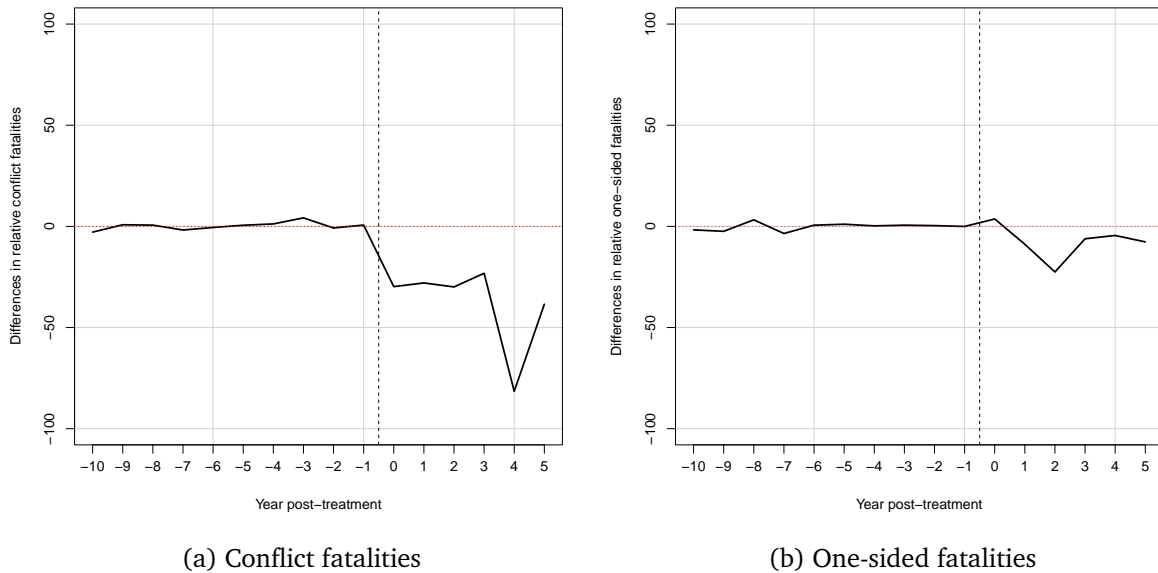 Differences in relative conflict fatalities
100
50
0
−50
−100
−10 −9 −8 −7 −6 −5 −4 −3 −2 −1 0 1 2 3 4 5
Year post−treatment
(a) Conflict fatalities
Differences in relative one−sided fatalities
100
50
0
−50
−100
−10 −9 −8 −7 −6 −5 −4 −3 −2 −1 0 1 2 3 4 5
Year post−treatment
(b) One-sided fatalities